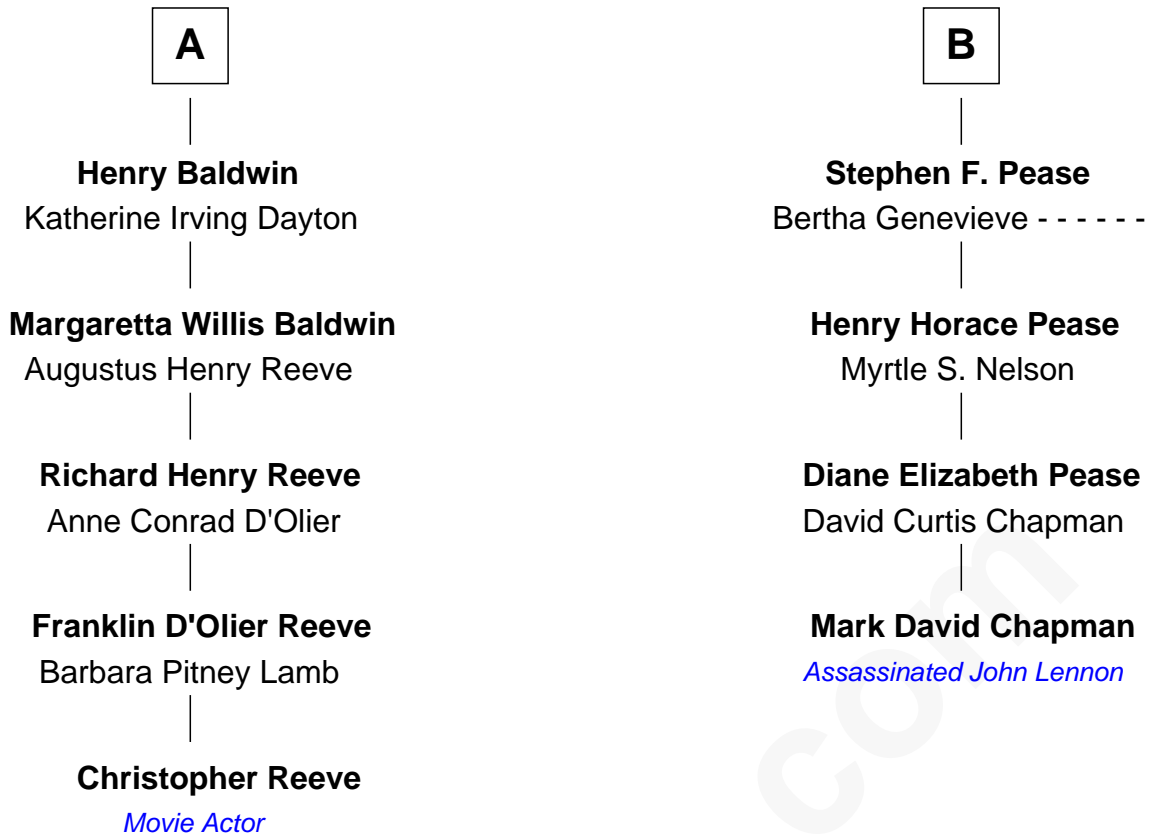 A
Henry Baldwin
Katherine Irving Dayton
Margaretta Willis Baldwin
Augustus Henry Reeve
Richard Henry Reeve
Anne Conrad D'Olier
Franklin D'Olier Reeve
Barbara Pitney Lamb
Christopher Reeve
Movie Actor
B
Stephen F. Pease
Bertha Genevieve - - - - - -
Henry Horace Pease
Myrtle S. Nelson
Diane Elizabeth Pease
David Curtis Chapman
Mark David Chapman
Assassinated John Lennon
com